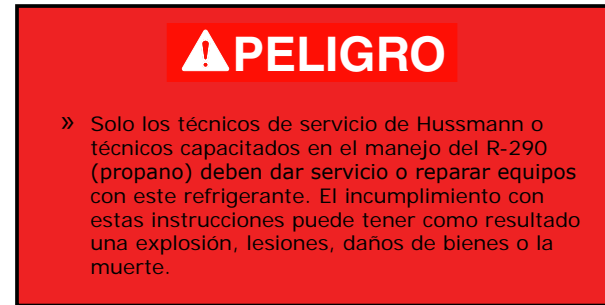 PELIGRO
» Solo los técnicos de servicio de Hussmann o
técnicos capacitados en el manejo del R-290
(propano) deben dar servicio o reparar equipos
con este refrigerante. El incumplimiento con
estas instrucciones puede tener como resultado
una explosión, lesiones, daños de bienes o la
muerte.